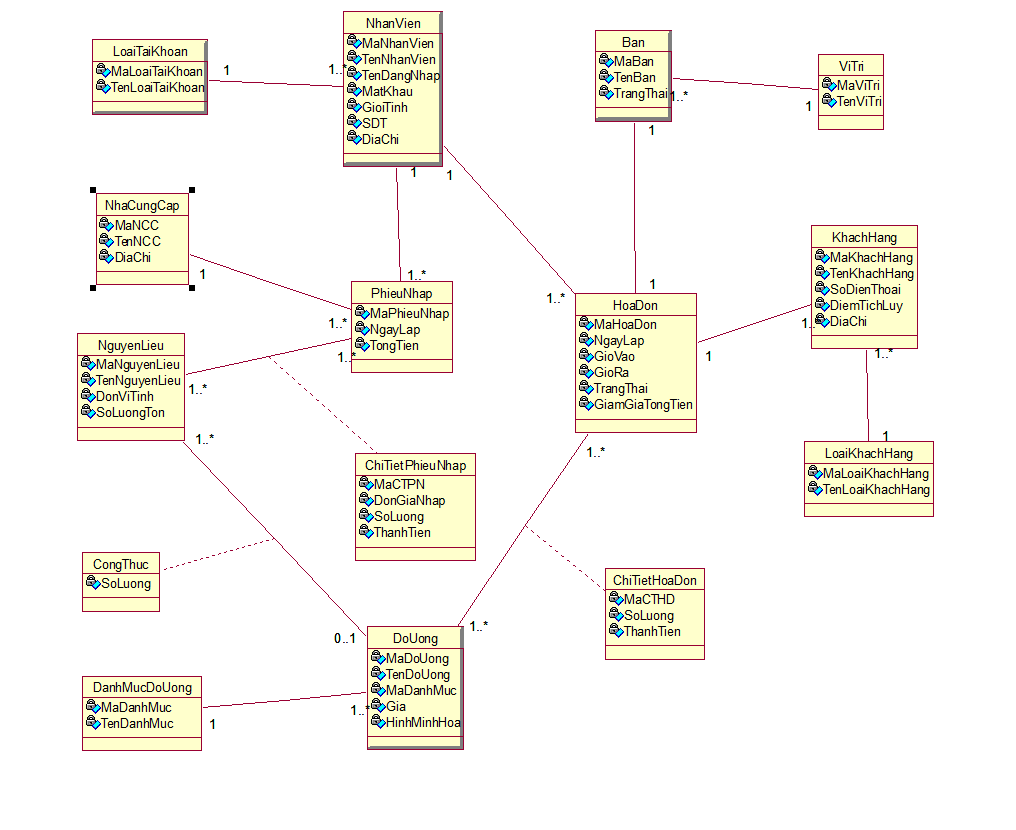 LoaiTaiKhoan
MaLoaiTaiKhoan
TenLoaiTaiKhoan
1
1..*
NhanVien
MaNhanVien
TenNhanVien
TenDangNhap
MatKhau
GioiTinh
SDT
DiaChi
1
1
Ban
MaBan
TenBan
TrangThai
1..*
1
1
ViTri
MaViTri
TenViTri
NhaCungCap
MaNCC
TenNCC
DiaChi
1
1..*
1..*
PhieuNhap
MaPhieuNhap
NgayLap
TongTien
1..*
1..*
1
HoaDon
MaHoaDon
NgayLap
GioVao
GioRa
TrangThai
GiamGiaTongTien
1
1..
KhachHang
MaKhachHang
TenKhachHang
SoDienThoai
DiemTichLuy
DiaChi
1..*
1
LoaiKhachHang
MaLoaiKhachHang
TenLoaiKhachHang
NguyenLieu
MaNguyenLieu
TenNguyenLieu
DonViTinh
SoLuongTon
1..*
1..*
ChiTietPhieuNhap
MaCTPN
DonGiaNhap
SoLuong
ThanhTien
1..*
CongThuc
SoLuong
ChiTietHoaDon
MaCTHD
SoLuong
ThanhTien
0..1
1..*
DoUong
MaDoUong
TenDoUong
MaDanhMuc
Gia
HinhMinhHoa
DanhMucDoUong
MaDanhMuc
TenDanhMuc
1
1..*